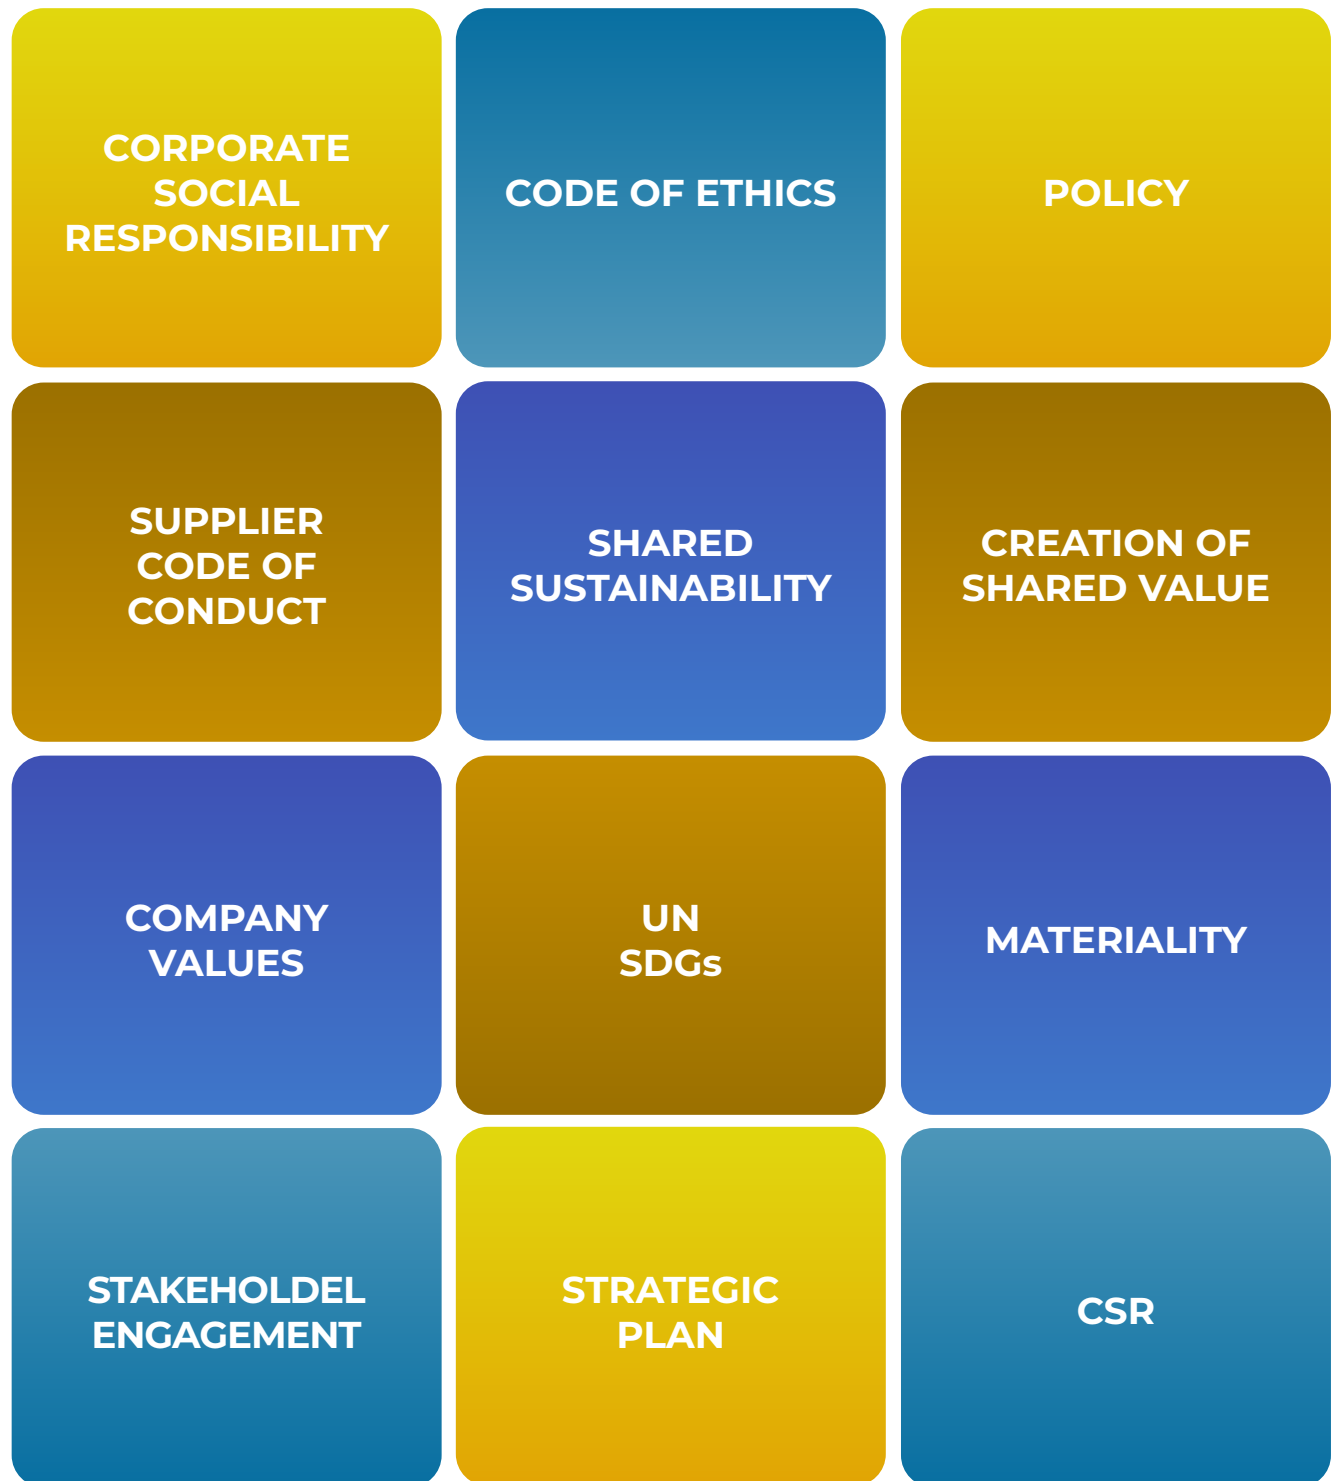 CORPORATE
SOCIAL
RESPONSIBILITY
CODE OF ETHICS
POLICY
SUPPLIER
CODE OF
CONDUCT
SHARED
SUSTAINABILITY
CREATION OF
SHARED VALUE
COMPANY
VALUES
UN
SDGs
MATERIALITY
STAKEHOLDEL
ENGAGEMENT
STRATEGIC
PLAN
CSR